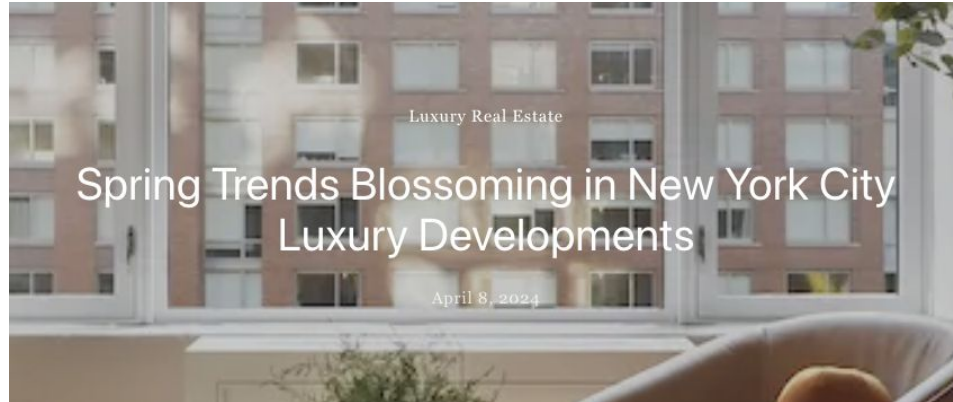 Luxury Real Estate
Spring Trends Blossoming in New York City
Luxury Developments
April 8, 2024